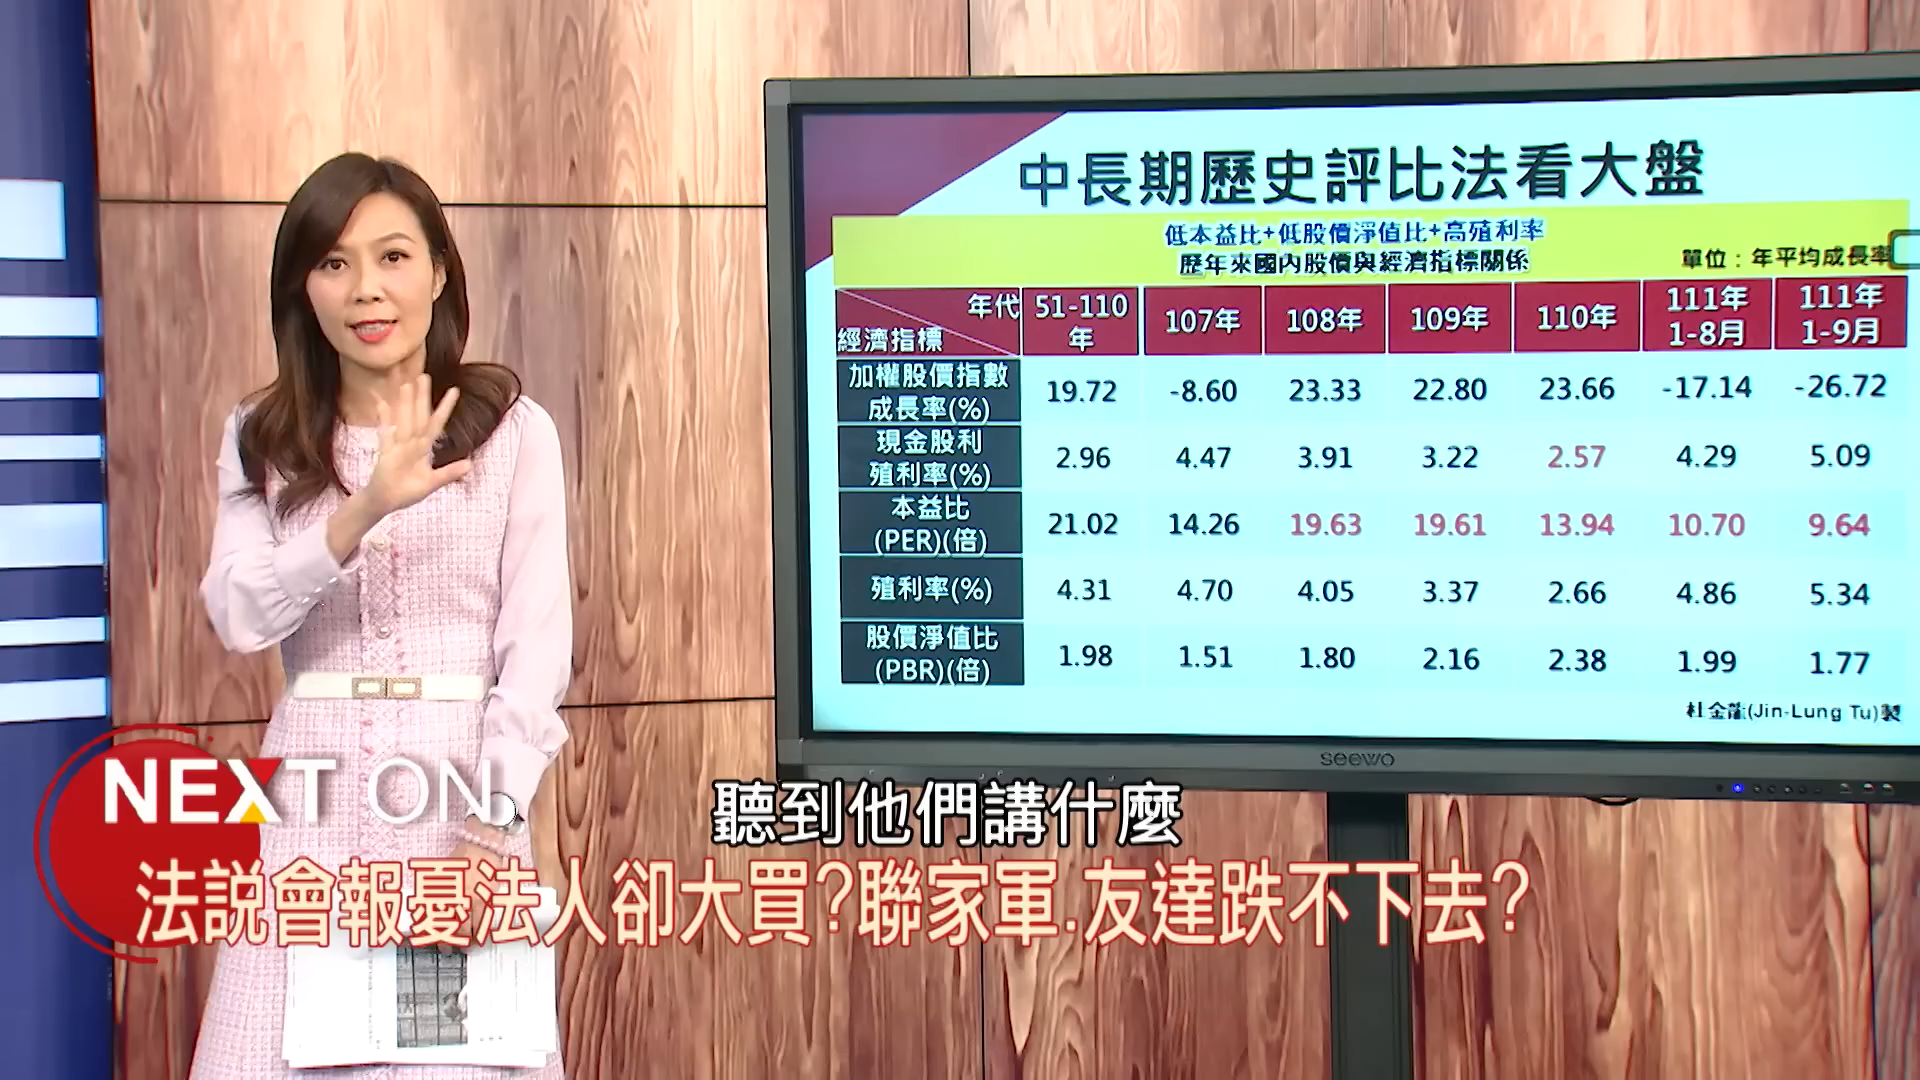 中長期歷史評比法看大盤
低本益比+低股價淨值比+高殖利率
歷年來國內股價與經濟指標關係
單位：年平均成長率
年代
經濟指標
51-110年 107年 108年 109年 110年 111年1-8月 111年1-9月
加權股價指數成長率(%) 19.72 -8.60 23.33 22.80 23.66 -17.14 -26.72
現金股利殖利率(%) 2.96 4.47 3.91 3.22 2.57 4.29 5.09
本益比(PER)(倍) 21.02 14.26 19.63 19.61 13.94 10.70 9.64
殖利率(%) 4.31 4.70 4.05 3.37 2.66 4.86 5.34
股價淨值比(PBR)(倍) 1.98 1.51 1.80 2.16 2.38 1.99 1.77
杜金龍(Jin-Lung Tu)製
seewo
NEXT ON
聽到他們講什麼
法說會報憂法人卻大買?聯家軍.友達跌不下去?